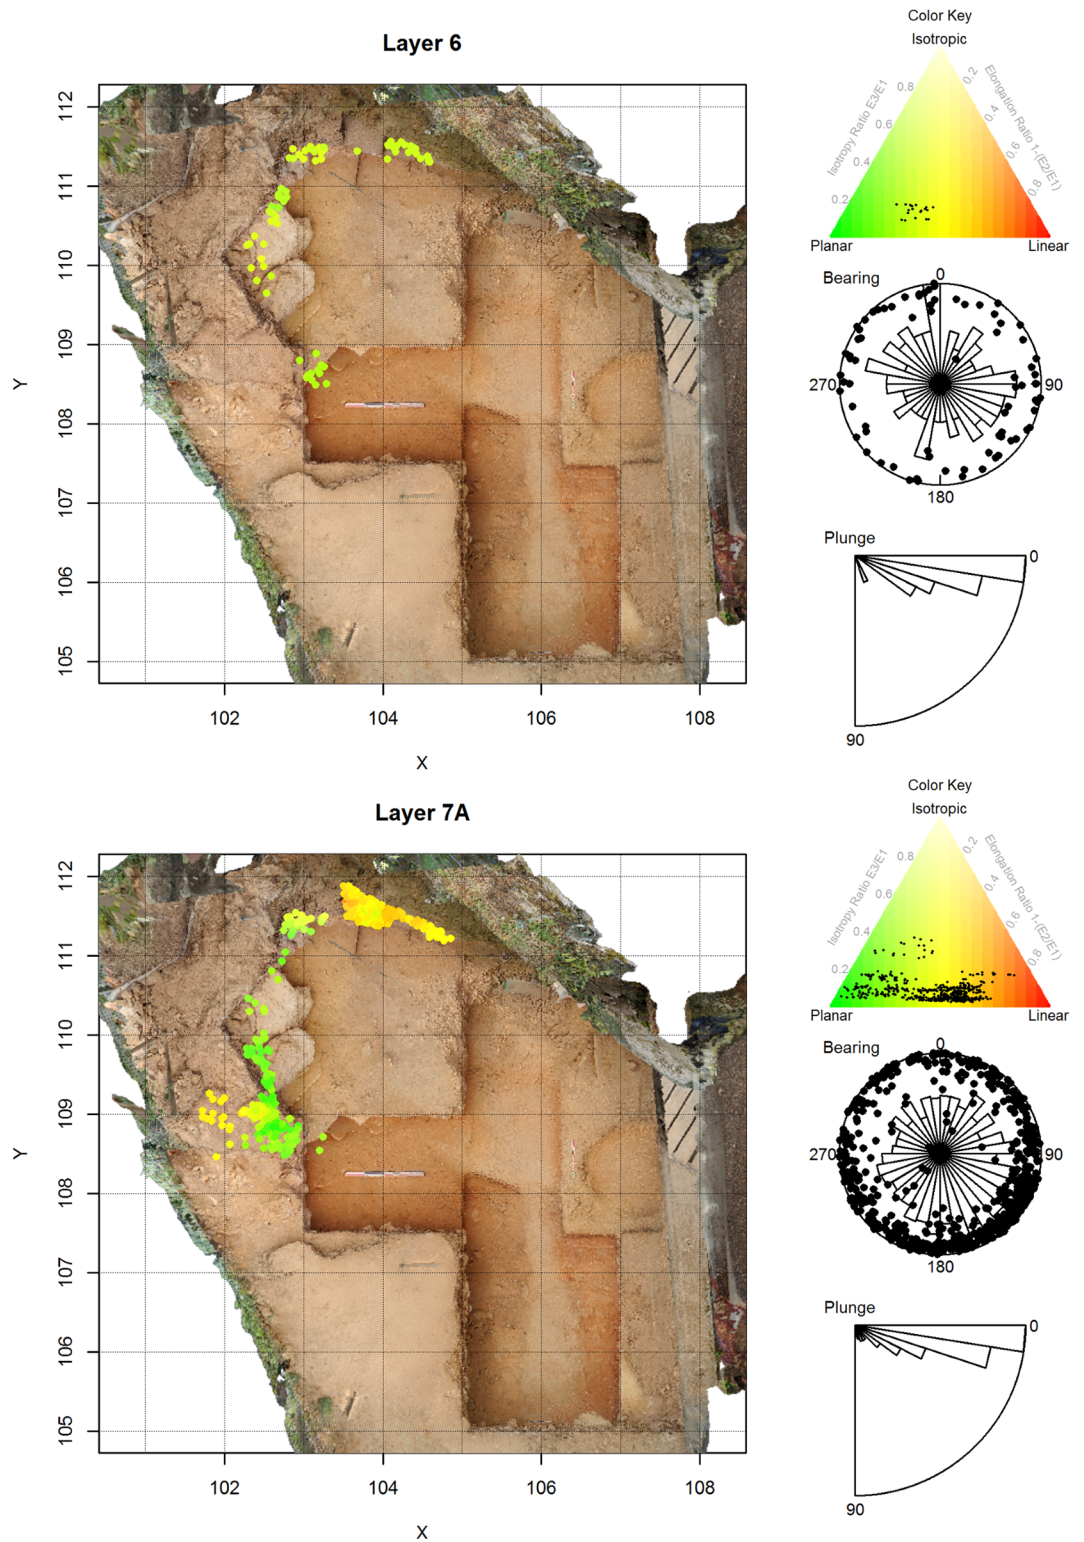 Layer 6
Color Key
Isotropic
0.8
0.6
0.4
0.2
Isotropy Ratio E3/E1
0.2
0.4
0.6
0.8
Elongation Ratio 1-(E2/E1)
Planar
Linear
112
111
110
109
108
107
106
105
Y
102
104
106
108
X
Bearing
0
90
180
270
Plunge
0
90
Layer 7A
Color Key
Isotropic
0.8
0.6
0.4
0.2
Isotropy Ratio E3/E1
0.2
0.4
0.6
0.8
Elongation Ratio 1-(E2/E1)
Planar
Linear
112
111
110
109
108
107
106
105
Y
102
104
106
108
X
Bearing
0
90
180
270
Plunge
0
90